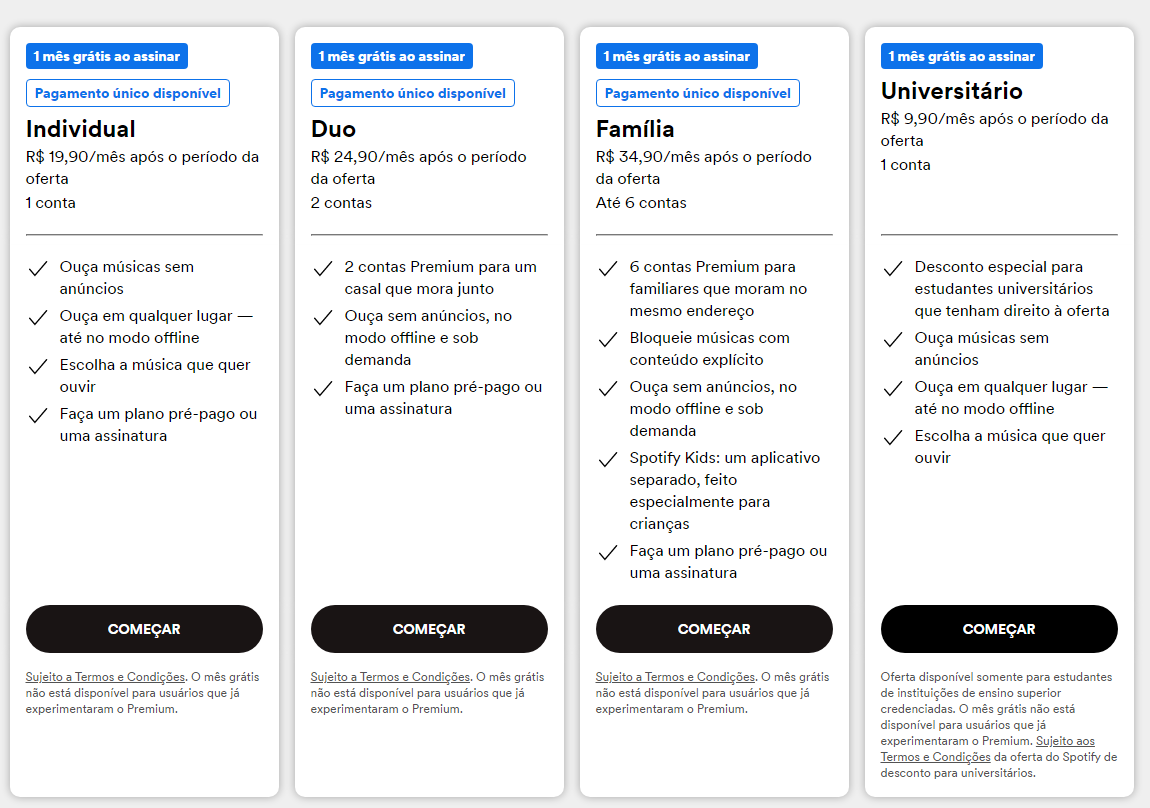 1 mês grátis ao assinar
Pagamento único disponível
Individual
R$ 19,90/mês após o período da
oferta
1 conta
Ouça músicas sem
anúncios
Ouça em qualquer lugar —
até no modo offline
Escolha a música que quer
ouvir
Faça um plano pré-pago ou
uma assinatura
COMEÇAR
Sujeito a Termos e Condições. O mês grátis
não está disponível para usuários que já
experimentaram o Premium.
1 mês grátis ao assinar
Pagamento único disponível
Duo
R$ 24,90/mês após o período
da oferta
2 contas
2 contas Premium para um
casal que mora junto
Ouça sem anúncios, no
modo offline e sob
demanda
Faça um plano pré-pago ou
uma assinatura
COMEÇAR
Sujeito a Termos e Condições. O mês grátis
não está disponível para usuários que já
experimentaram o Premium.
1 mês grátis ao assinar
Pagamento único disponível
Família
R$ 34,90/mês após o período
da oferta
Até 6 contas
6 contas Premium para
familiares que moram no
mesmo endereço
Bloqueie músicas com
conteúdo explícito
Ouça sem anúncios, no
modo offline e sob
demanda
Spotify Kids: um aplicativo
separado, feito
especialmente para
crianças
Faça um plano pré-pago ou
uma assinatura
COMEÇAR
Sujeito a Termos e Condições. O mês grátis
não está disponível para usuários que já
experimentaram o Premium.
1 mês grátis ao assinar
Universitário
R$ 9,90/mês após o período da
oferta
1 conta
Desconto especial para
estudantes universitários
que tenham direito à oferta
Ouça músicas sem
anúncios
Ouça em qualquer lugar —
até no modo offline
Escolha a música que quer
ouvir
COMEÇAR
Oferta disponível somente para estudantes
de instituições de ensino superior
credenciadas. O mês grátis não está
disponível para usuários que já
experimentaram o Premium. Sujeito aos
Termos e Condições da oferta do Spotify de
desconto para universitários.